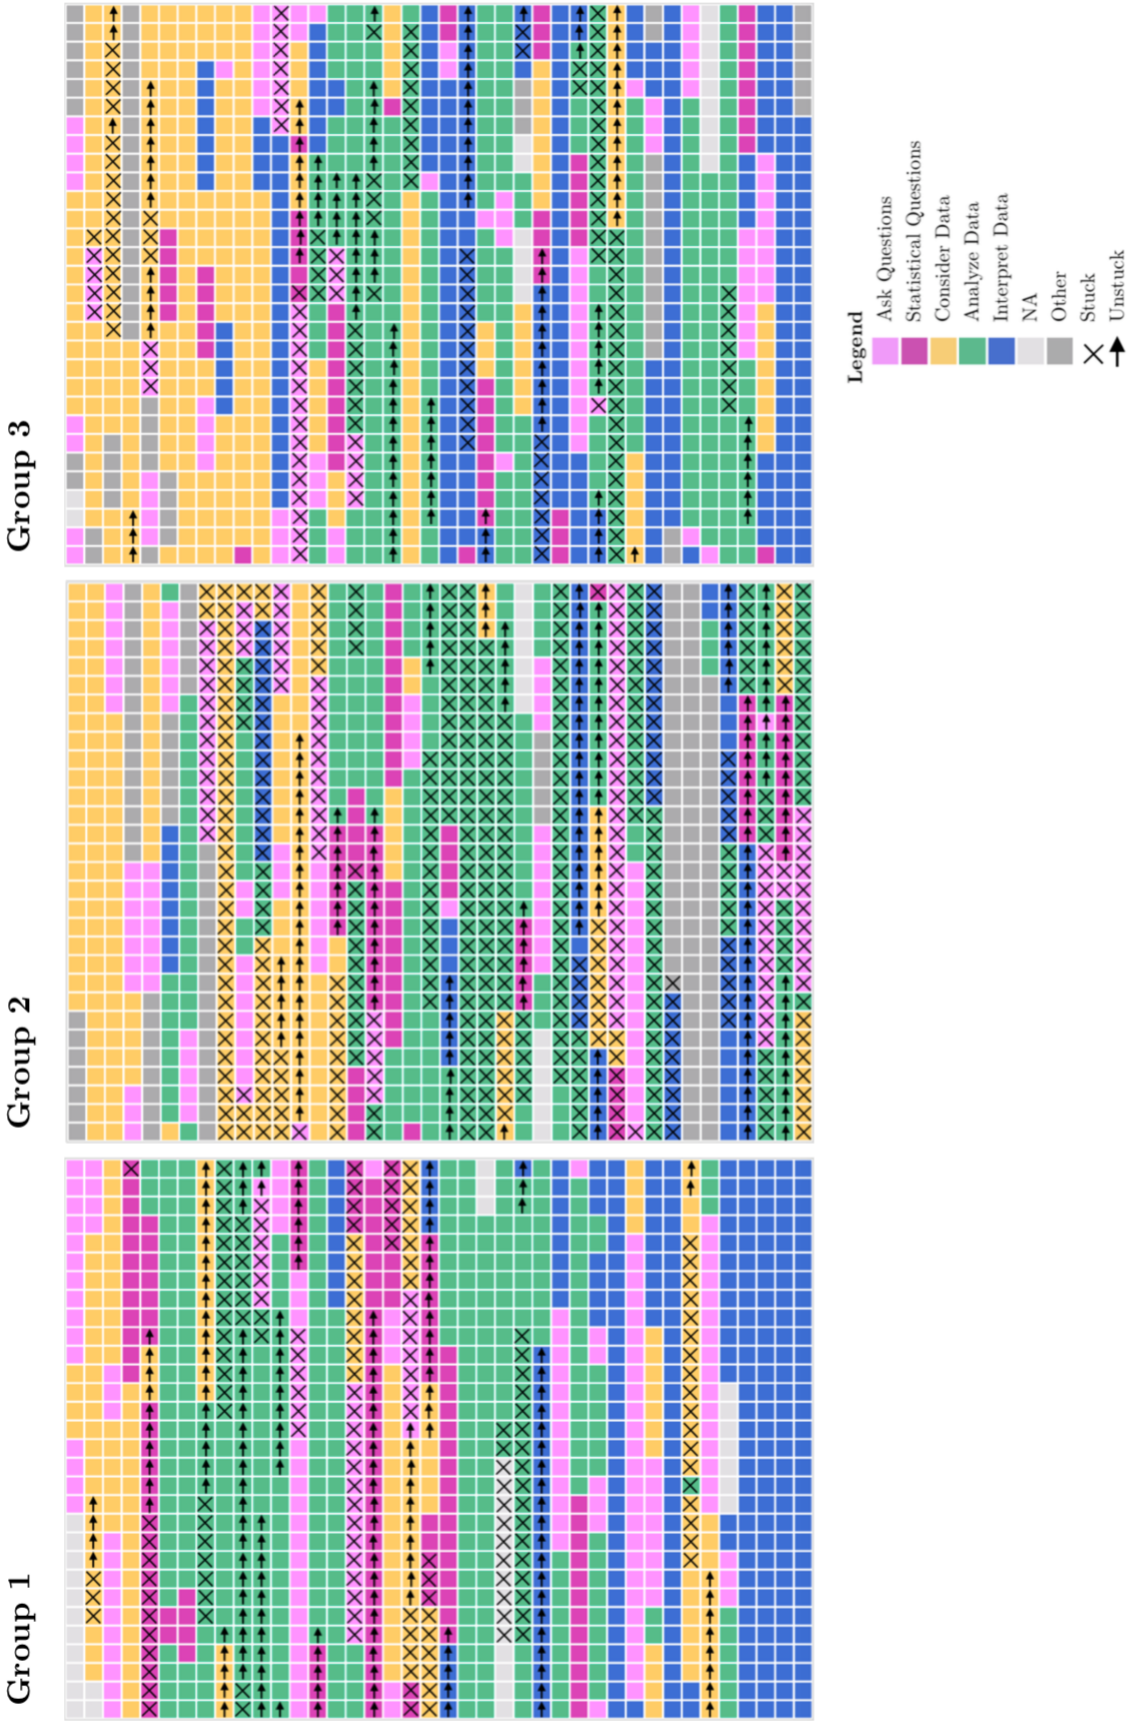 Group 1
Group 2
Group 3
Legend
Ask Questions
Statistical Questions
Consider Data
Analyze Data
Interpret Data
NA
Other
Stuck
Unstuck